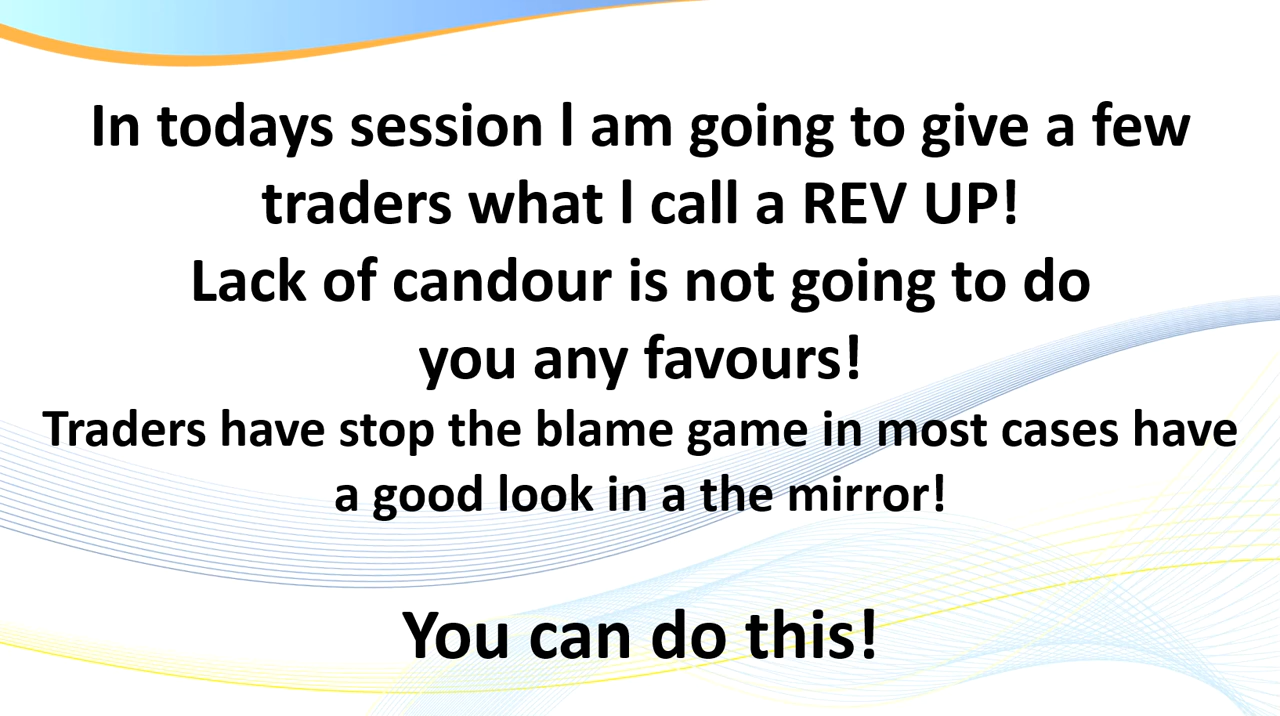 In todays session l am going to give a few
traders what l call a REV UP!
Lack of candour is not going to do
you any favours!
Traders have stop the blame game in most cases have
a good look in a the mirror!
You can do this!